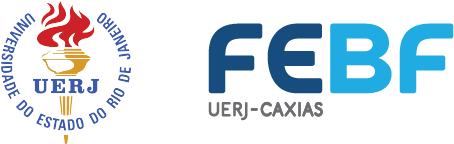 UNIVERSIDADE DO ESTADO DO RIO DE JANEIRO
UERJ
FEBF
UERJ-CAXIAS